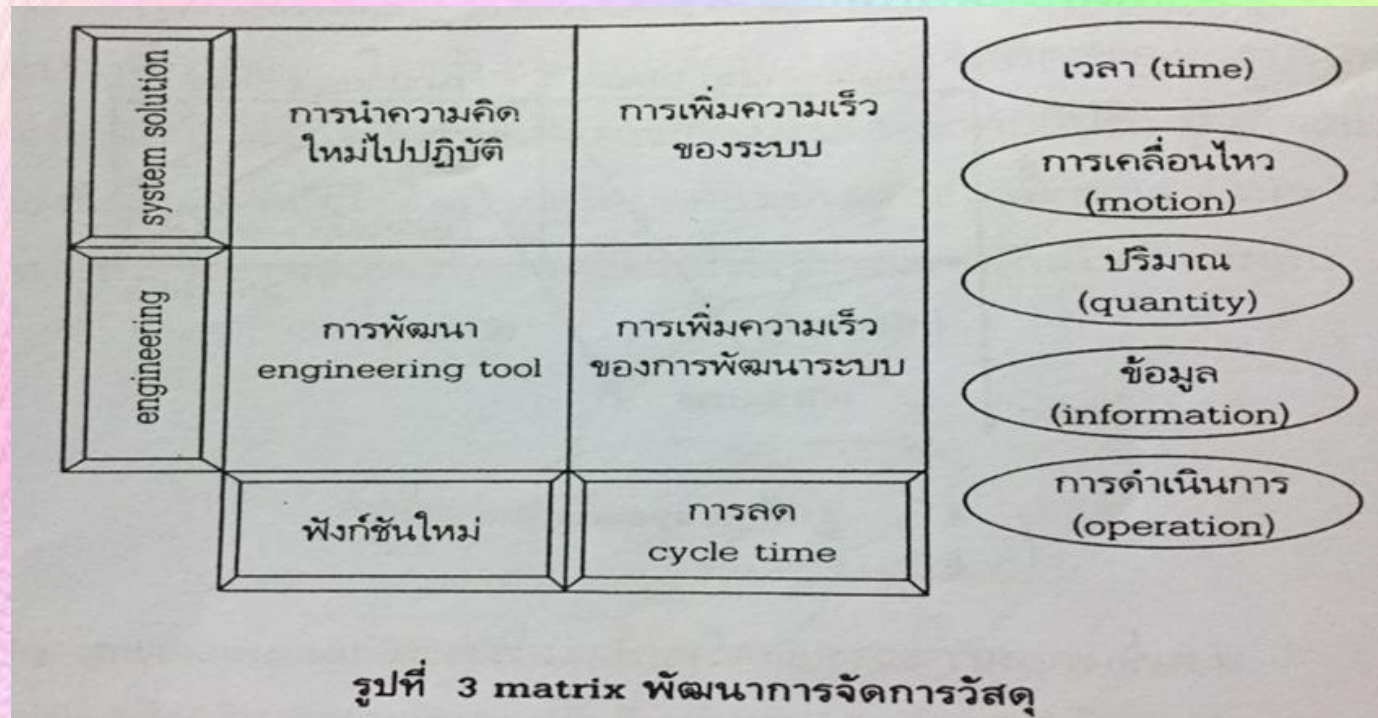 system solution
การนำความคิด
ใหม่ไปปฏิบัติ
การเพิ่มความเร็ว
ของระบบ
engineering
การพัฒนา
engineering tool
การเพิ่มความเร็ว
ของการพัฒนาระบบ
ฟังก์ชันใหม่
การลด
cycle time
เวลา (time)
การเคลื่อนไหว
(motion)
ปริมาณ
(quantity)
ข้อมูล
(information)
การดำเนินการ
(operation)
รูปที่ 3 matrix พัฒนาการจัดการวัสดุ